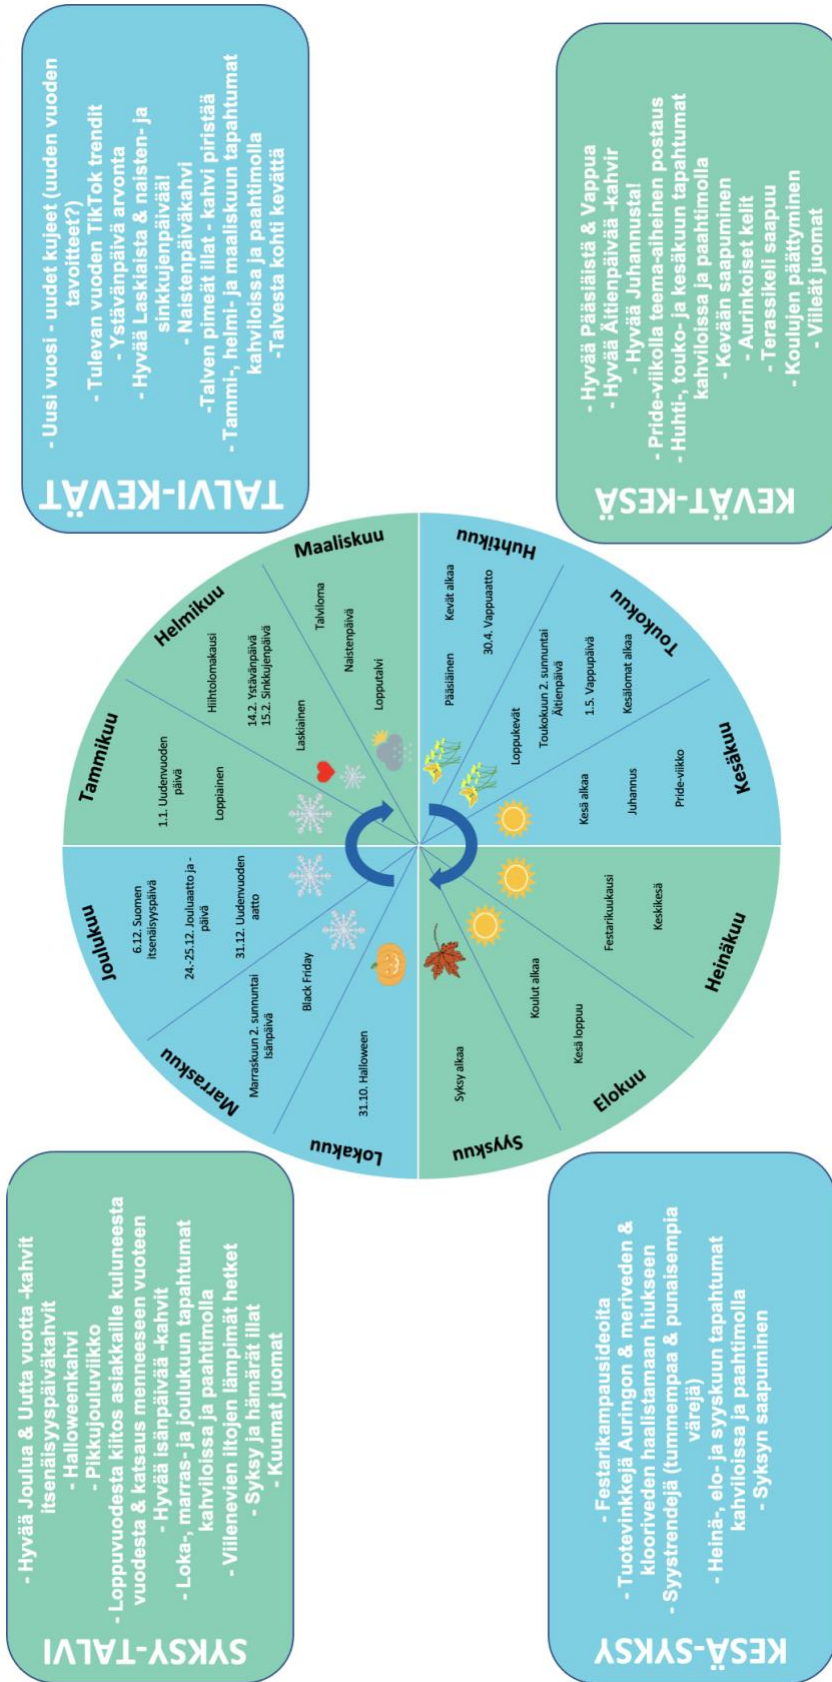 SYKSY-TALVI
- Hyvää Joulua & Uutta vuotta -kahvit
itsenäisyyspäiväkahvit
- Halloweenkahvi
- Pikkujouluviikko
- Loppuvuodesta kiitos asiakkaille kuluneesta
vuodesta & katsaus menneeseen vuoteen
- Hyvää isänpäivää -kahvit
- Loka-, marras- ja joulukuun tapahtumat
kahviloissa ja paahtimolla
- Viilenevien iltojen lämpimät hetket
- Syksy ja hämärät illat
- Kuumat juomat
TALVI-KEVÄT
- Uusi vuosi - uudet kujeet (uuden vuoden
tavoitteet?)
- Tulevan vuoden TikTok trendit
- Ystävänpäivä arvonta
- Hyvää Laskiaista & naisten- ja
sinkkujenpäivää!
- Naistenpäiväkahvi
-Talven pimeät illat - kahvi piristää
- Tammi-, helmi- ja maaliskuun tapahtumat
kahviloissa ja paahtimolla
-Talvesta kohti kevättä
Tammikuu
1.1. Uudenvuoden
päivä
Loppiainen
Helmikuu
Hiihtolomakausi
14.2. Ystävänpäivä
15.2. Sinkkujenpäivä
Laskiainen
Maaliskuu
Talviloma
Naistenpäivä
Lopputalvi
Huhtikuu
Kevät alkaa
30.4. Vappuaatto
Pääsiäinen
Toukokuu
Loppukevät
Toukokuun 2. sunnuntai
Äitienpäivä
1.5. Vappupäivä
Kesälomat alkaa
Kesäkuu
Kesä alkaa
Juhannus
Pride-viikko
Heinäkuu
Festarikuukausi
Keskikesä
Elokuu
Koulut alkaa
Kesä loppuu
Syyskuu
Syksy alkaa
Lokakuu
31.10. Halloween
Marraskuu
Marraskuun 2. sunnuntai
Isänpäivä
Black Friday
Joulukuu
6.12. Suomen
itsenäisyyspäivä
24.-25.12. Jouluaatto ja -
päivä
31.12. Uudenvuoden
aatto
KESÄ-SYKSY
- Festarikampausideoita
- Tuotevinkkejä Auringon & meriveden &
klooriveden haalistamaan hiukseen
- Syystrendejä (tummempaa & punaisempia
värejä)
- Heinä-, elo- ja syyskuun tapahtumat
kahviloissa ja paahtimolla
- Syksyn saapuminen
KEVÄT-KESÄ
- Hyvää Pääsiäistä & Vappua
- Hyvää Äitienpäivää -kahvir
- Hyvää Juhannusta!
- Pride-viikolla teema-aiheinen postaus
- Huhti-, touko- ja kesäkuun tapahtumat
kahviloissa ja paahtimolla
- Kevään saapuminen
- Aurinkoiset kelit
- Terassikeli saapuu
- Koulujen päättyminen
- Viileät juomat